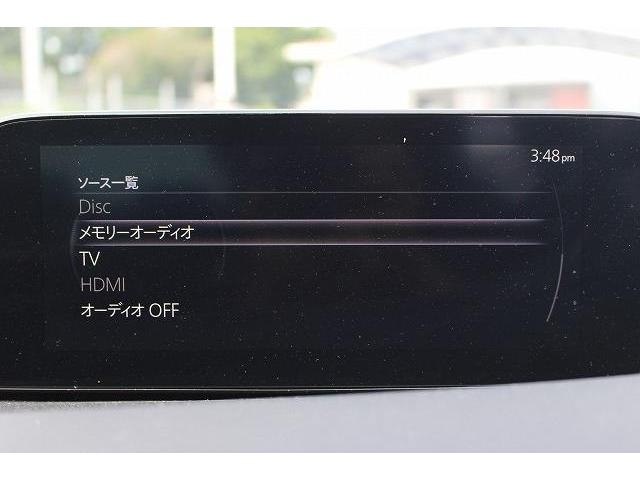 3:48pm
ソース一覧
Disc
メモリーオーディオ
TV
HDMI
オーディオ OFF